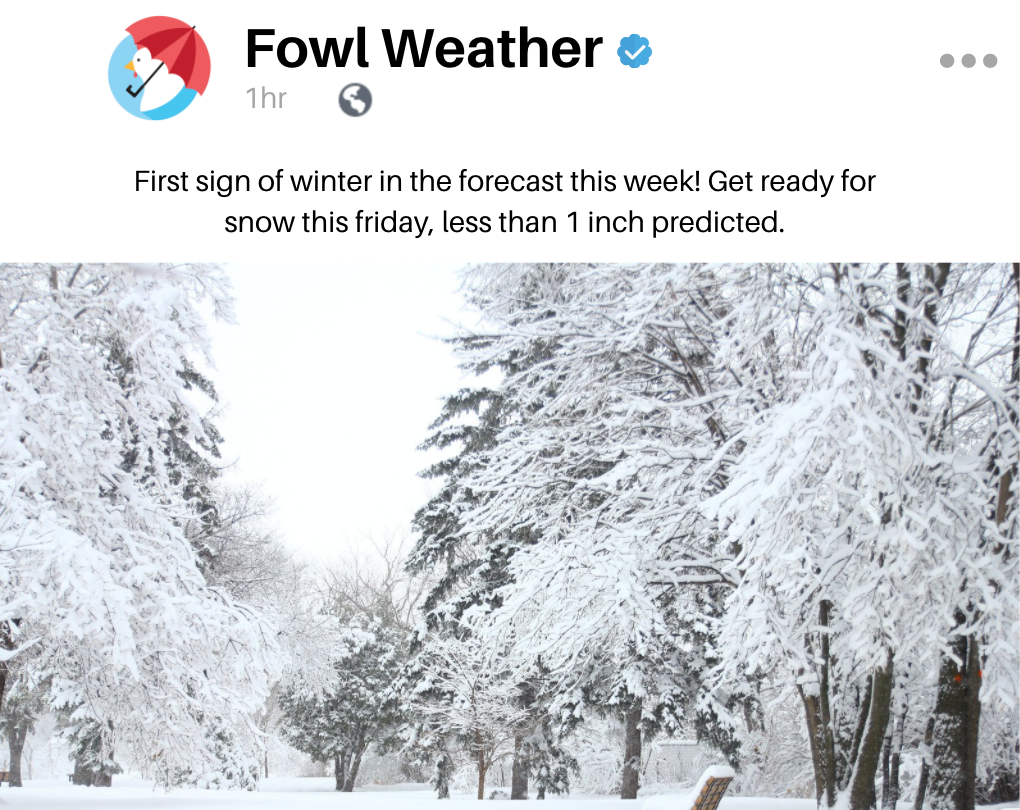 Fowl Weather
1hr
First sign of winter in the forecast this week! Get ready for
snow this friday, less than 1 inch predicted.